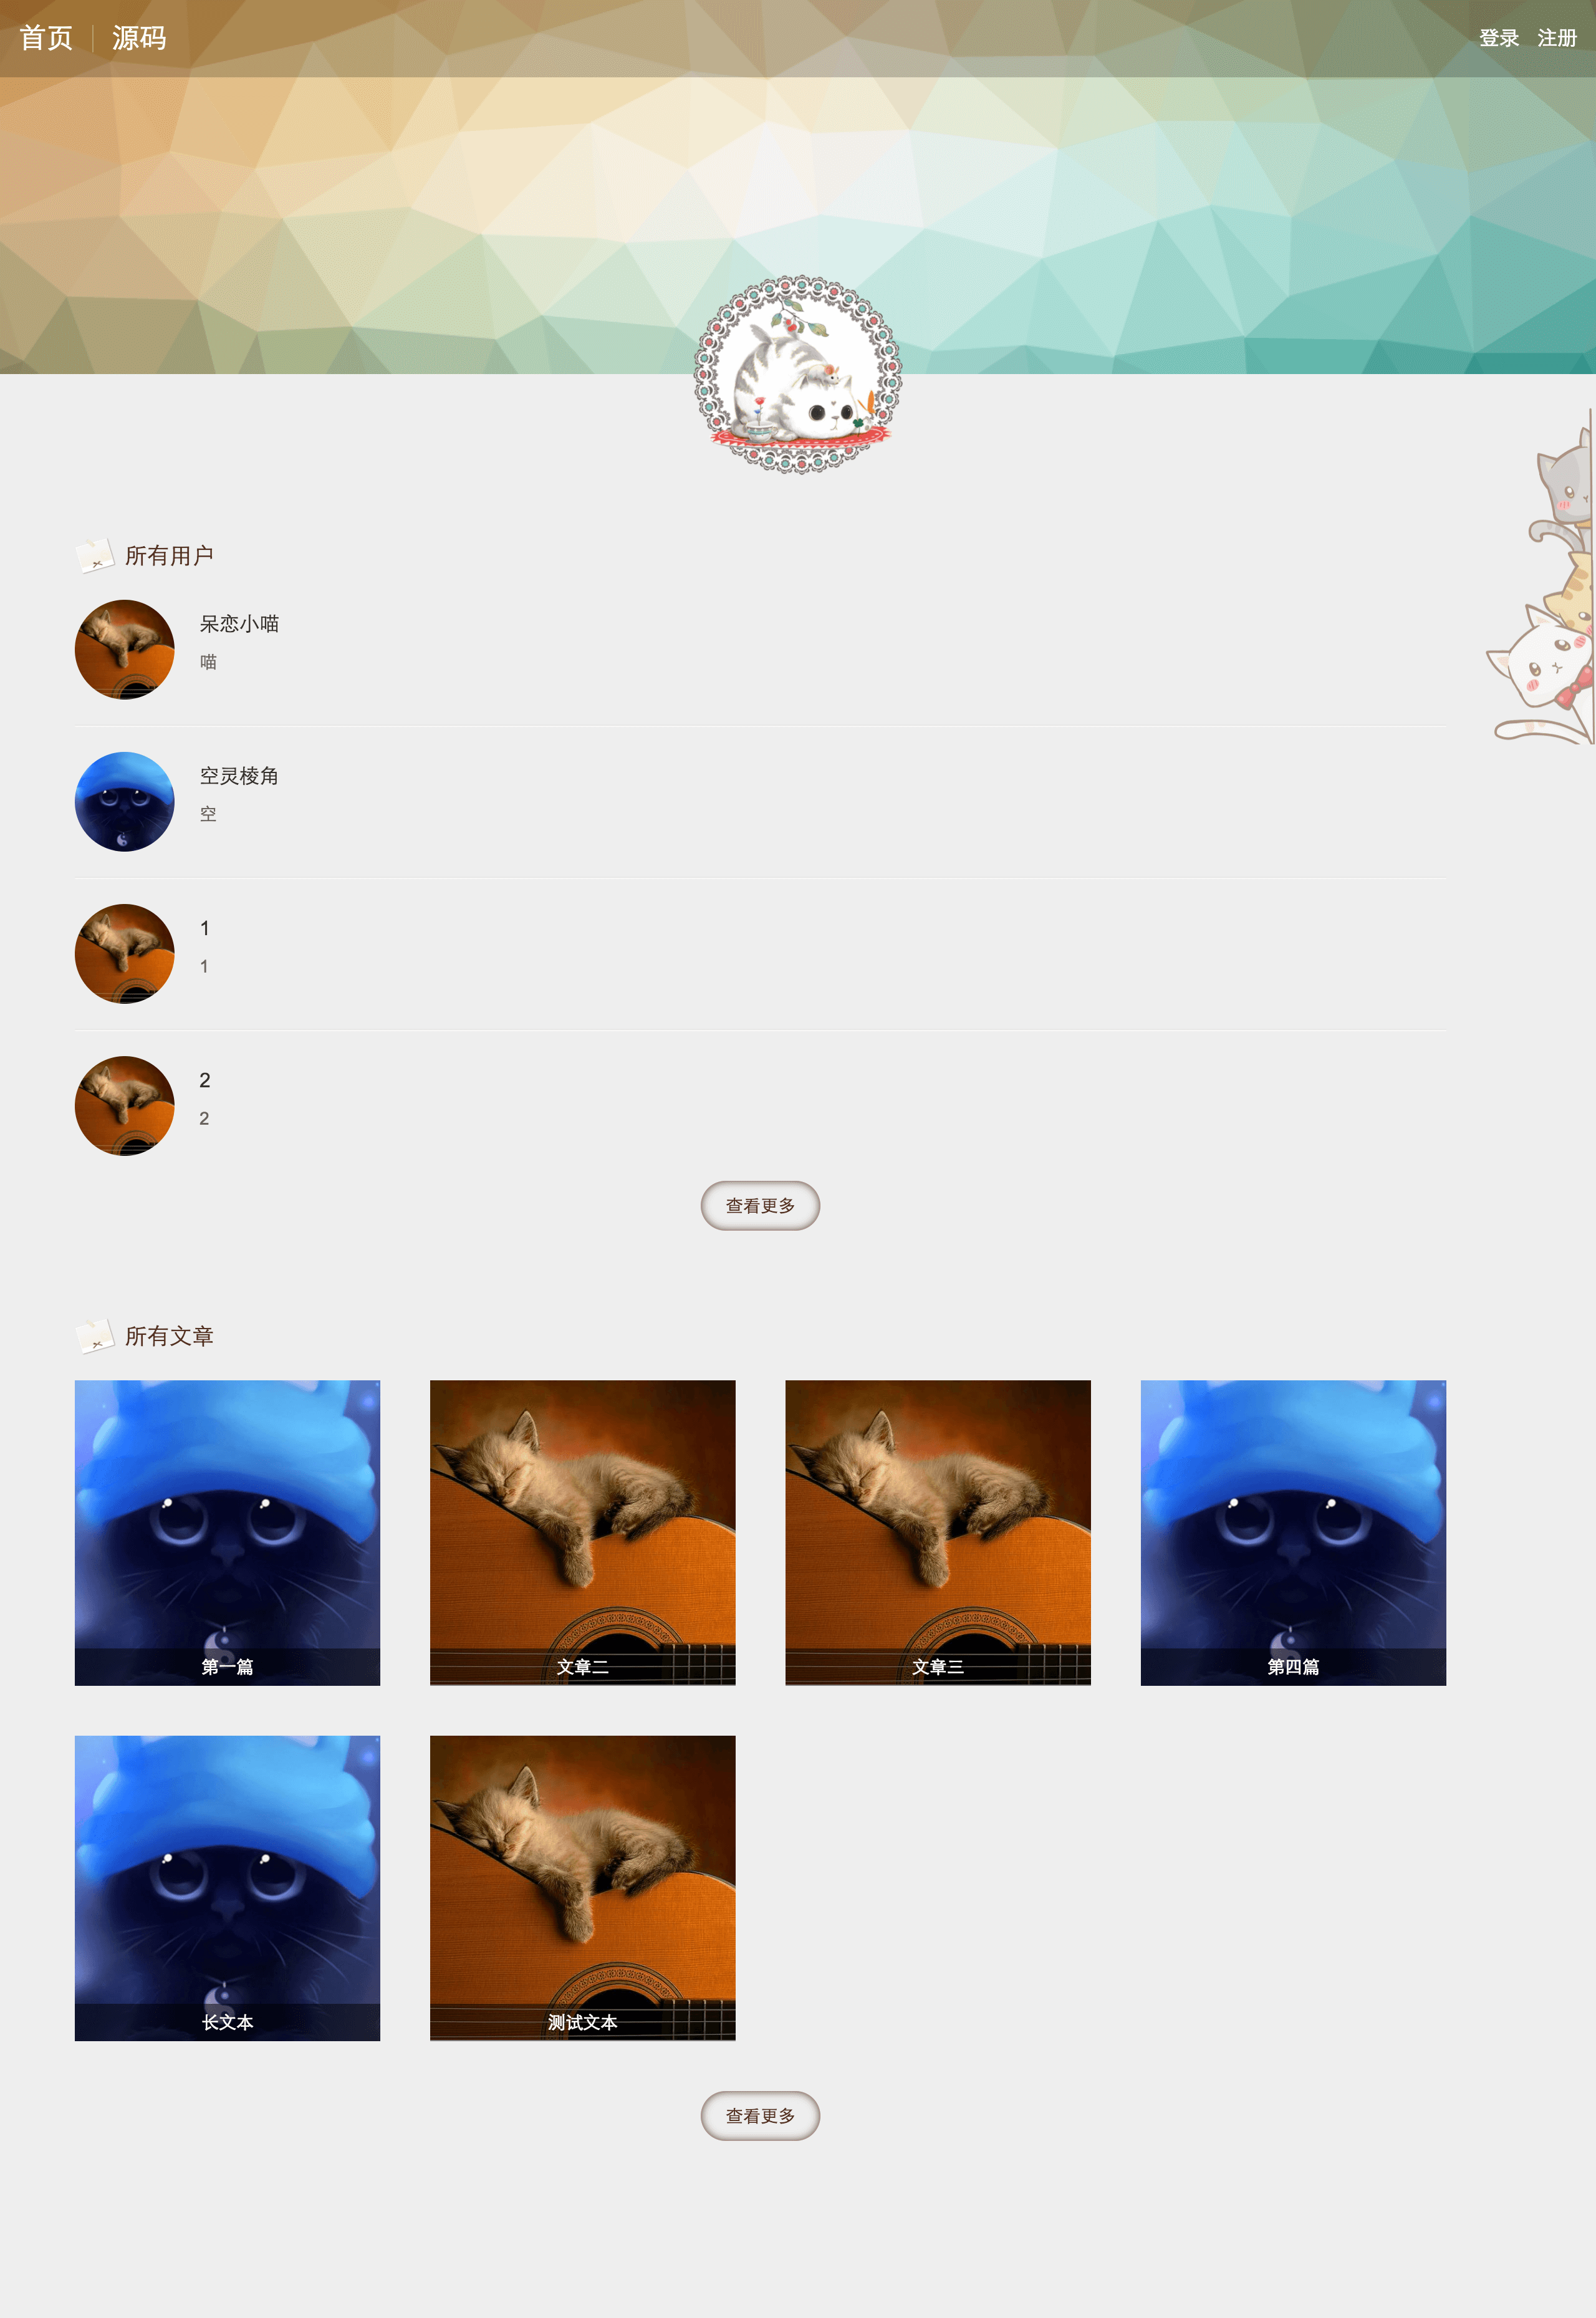 首页 源码 登录 注册
所有用户
呆恋小喵
喵
空灵棱角
空
1
1
2
2
查看更多
所有文章
第一篇 文章二 文章三 第四篇
长文本 测试文本
查看更多